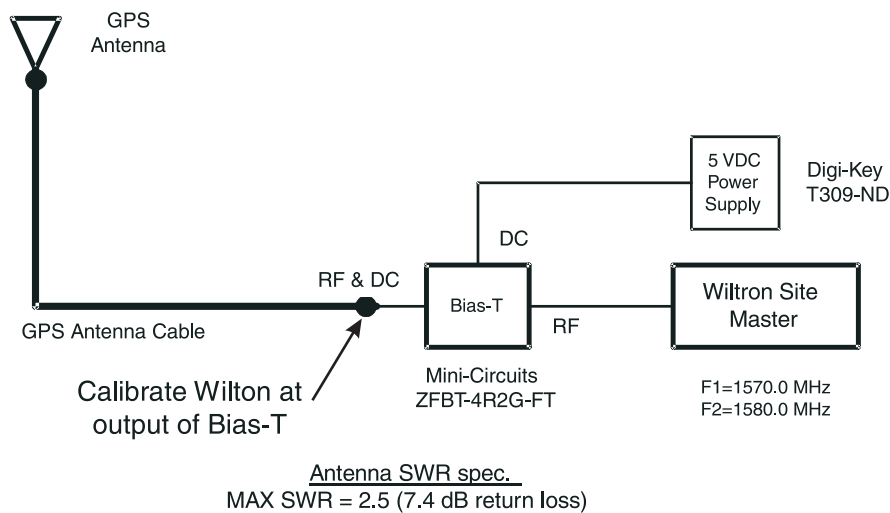 GPS
Antenna
5 VDC
Power
Supply
Digi-Key
T309-ND
DC
RF & DC
Bias-T
RF
Wiltron Site
Master
GPS Antenna Cable
Calibrate Wilton at
output of Bias-T
Mini-Circuits
ZFBT-4R2G-FT
F1=1570.0 MHz
F2=1580.0 MHz
Antenna SWR spec.
MAX SWR = 2.5 (7.4 dB return loss)